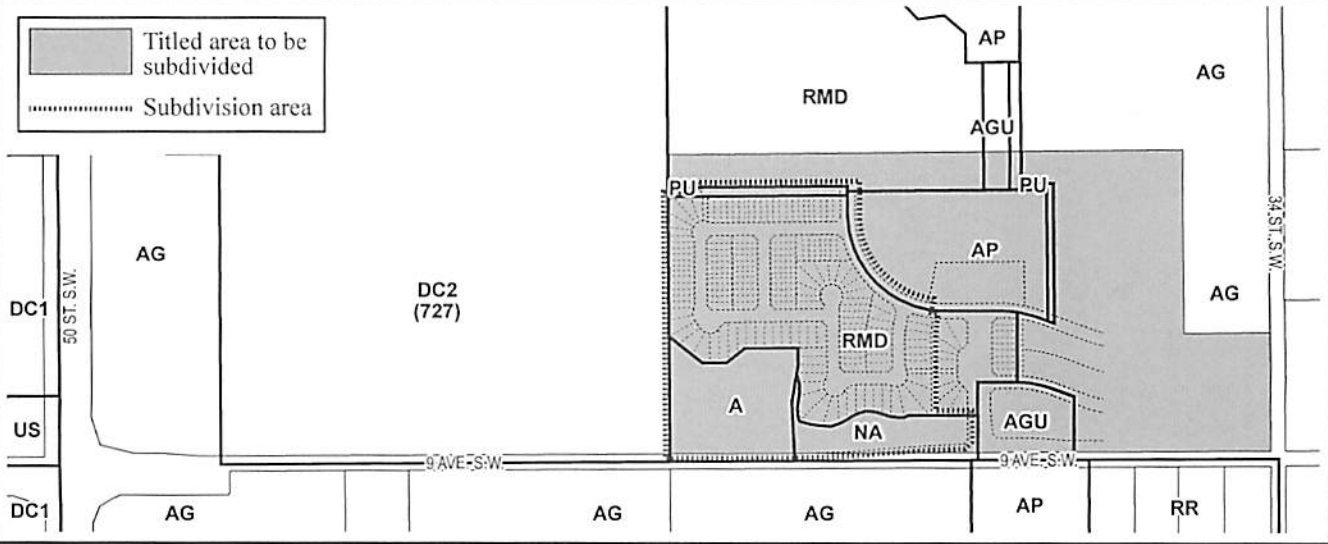 Titled area to be
subdivided
Subdivision area
AP
AG
RMD
AGU
PU
PU
34 ST. S.W.
AG
AP
DC2
(727)
AG
DC1
50 ST. S.W.
RMD
A
NA
AGU
US
9 AVE. S.W.
9 AVE. S.W.
DC1
AG
AG
AG
AP
RR